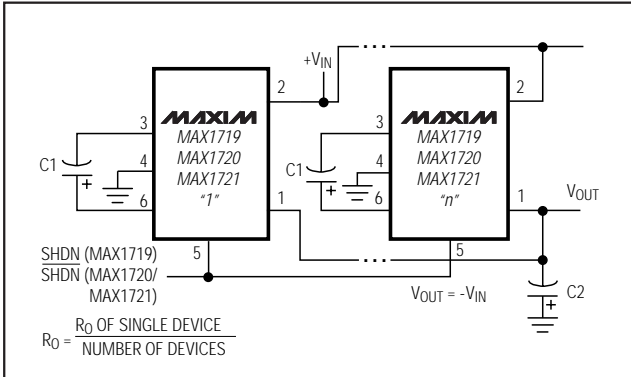 +VIN
2
MAXIM
MAX1719
MAX1720
MAX1721
"1"
3
4
6
C1
+
1
5
2
MAXIM
MAX1719
MAX1720
MAX1721
"n"
3
4
6
C1
+
1
5
VOUT
SHDN (MAX1719)
SHDN (MAX1720/
MAX1721)
VOUT = -VIN
C2
+
RO = RO OF SINGLE DEVICE
NUMBER OF DEVICES